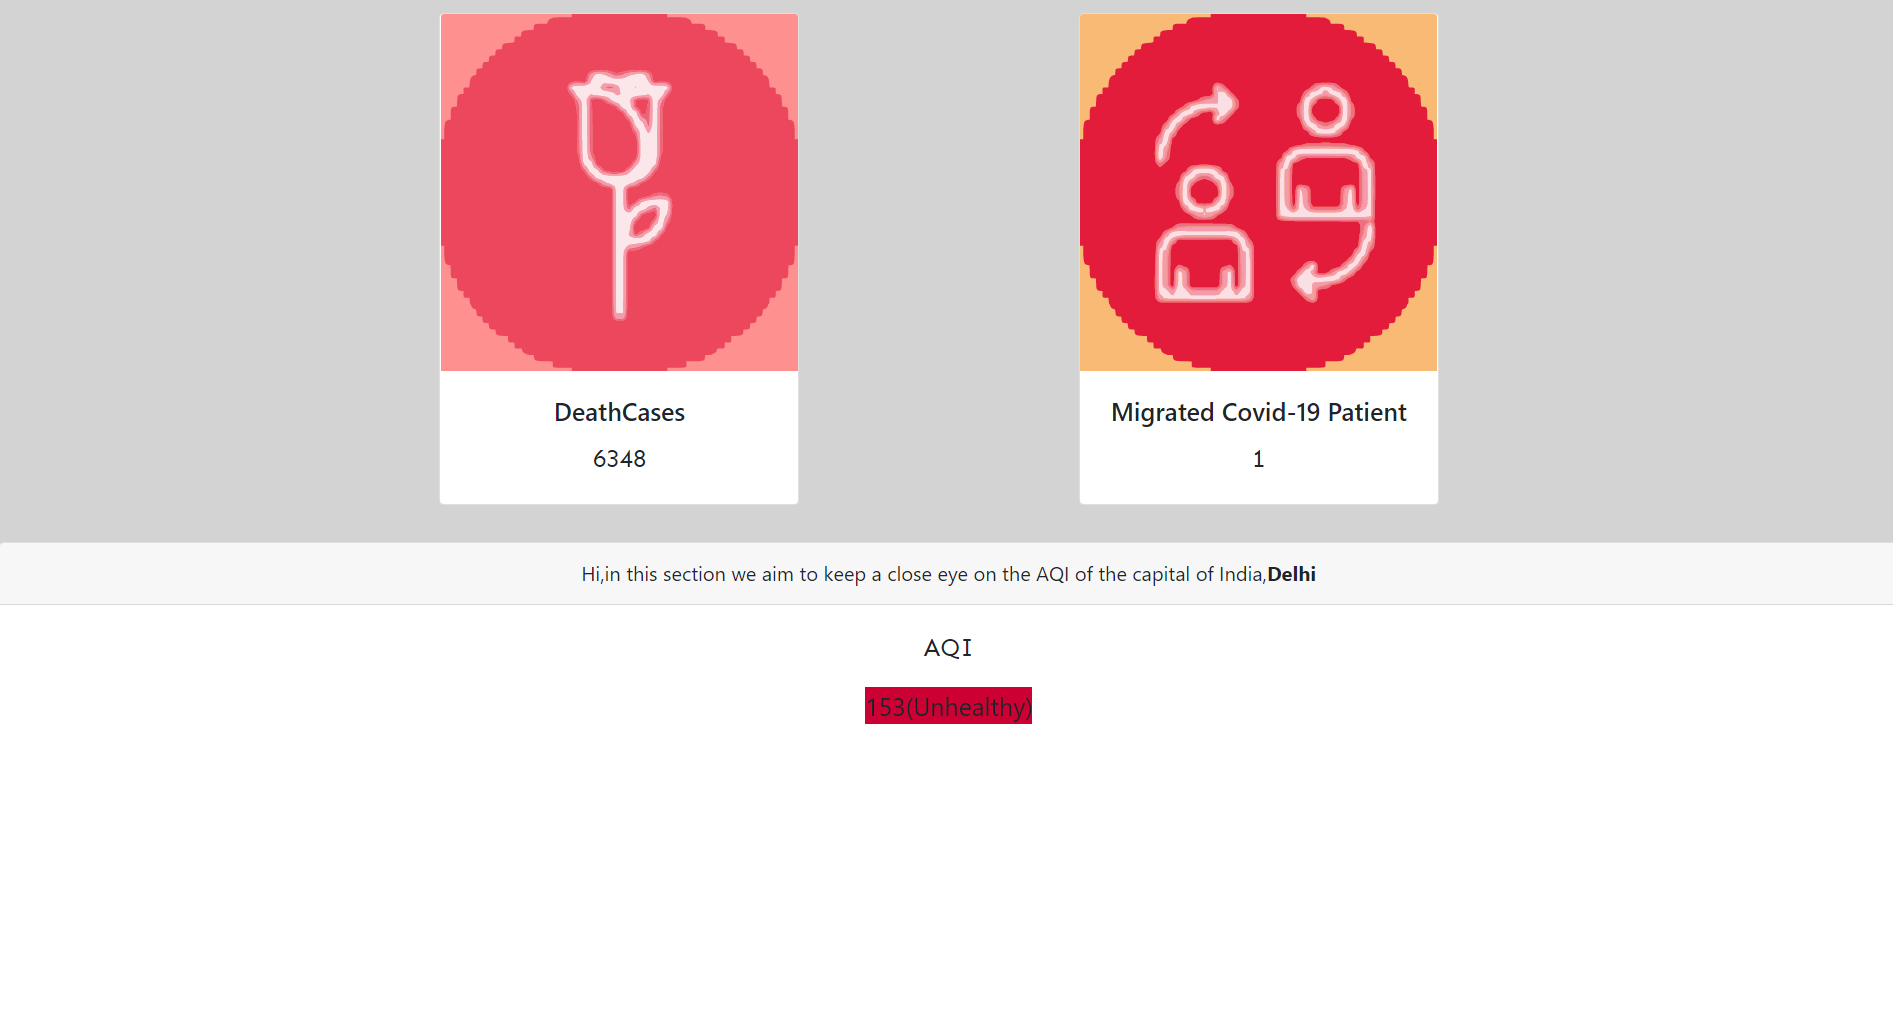 DeathCases
6348
Migrated Covid-19 Patient
1
Hi,in this section we aim to keep a close eye on the AQI of the capital of India,Delhi
AQI
153(Unhealthy)